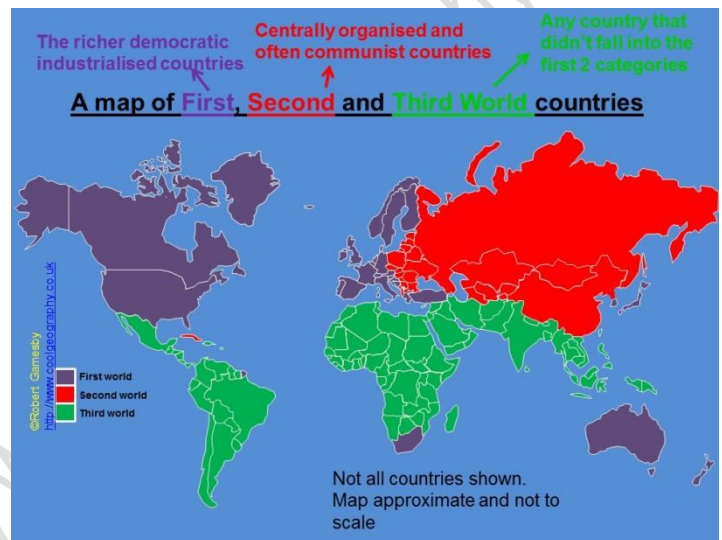 The richer democratic
industrialised countries
Centrally organised and
often communist countries
Any country that
didn't fall into the
first 2 categories
A map of First, Second and Third World countries
©Robert Gamesby
http://www.coolgeography.co.uk
First world
Second world
Third world
Not all countries shown.
Map approximate and not to
scale